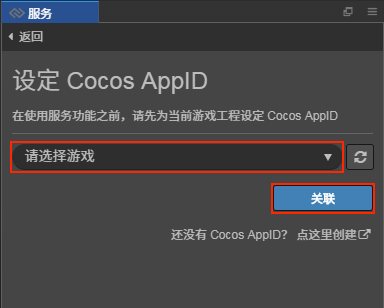 服务
返回
设定 Cocos AppID
在使用服务功能之前，请先为当前游戏工程设定 Cocos AppID
请选择游戏
关联
还没有 Cocos AppID？ 点这里创建